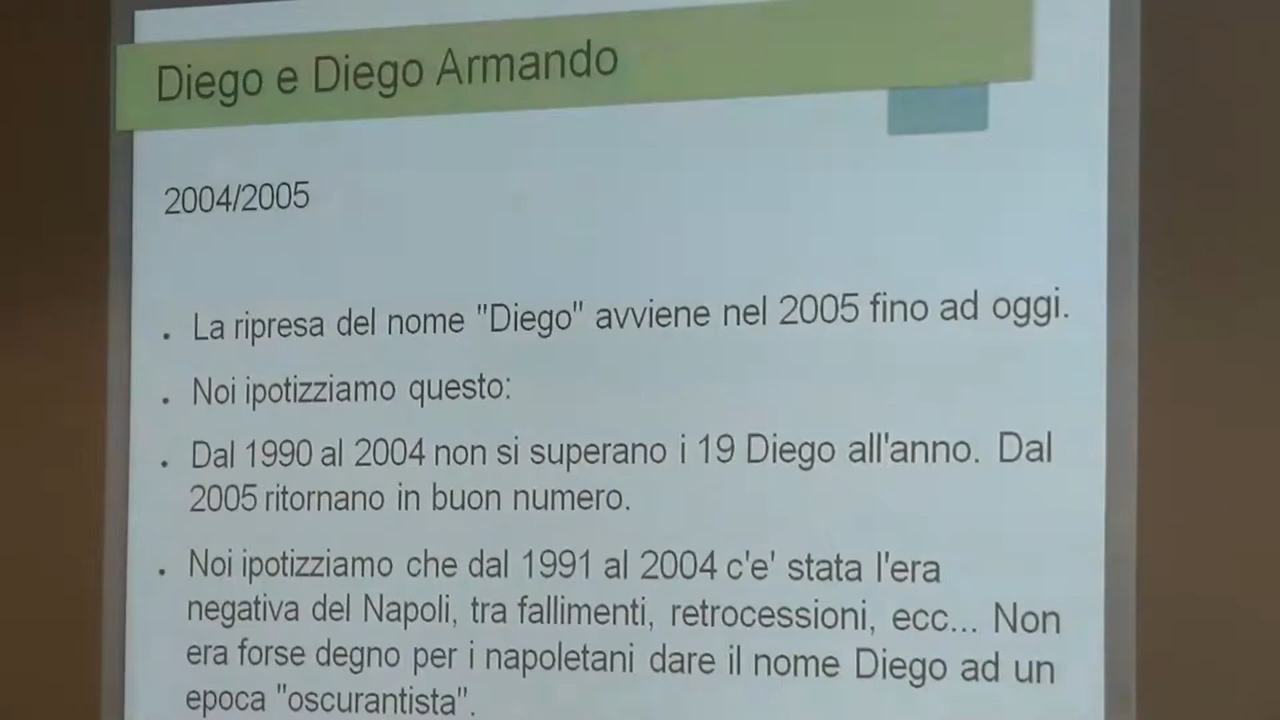 Diego e Diego Armando
2004/2005
. La ripresa del nome "Diego" avviene nel 2005 fino ad oggi.
. Noi ipotizziamo questo:
. Dal 1990 al 2004 non si superano i 19 Diego all'anno. Dal
2005 ritornano in buon numero.
. Noi ipotizziamo che dal 1991 al 2004 c'e' stata l'era
negativa del Napoli, tra fallimenti, retrocessioni, ecc... Non
era forse degno per i napoletani dare il nome Diego ad un
epoca "oscurantista".